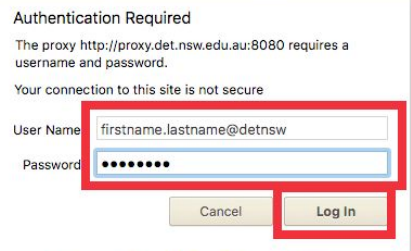 Authentication Required
The proxy http://proxy.det.nsw.edu.au:8080 requires a
username and password.
Your connection to this site is not secure
User Name
firstname.lastname@detnsw
Password
••••••••
Cancel
Log In